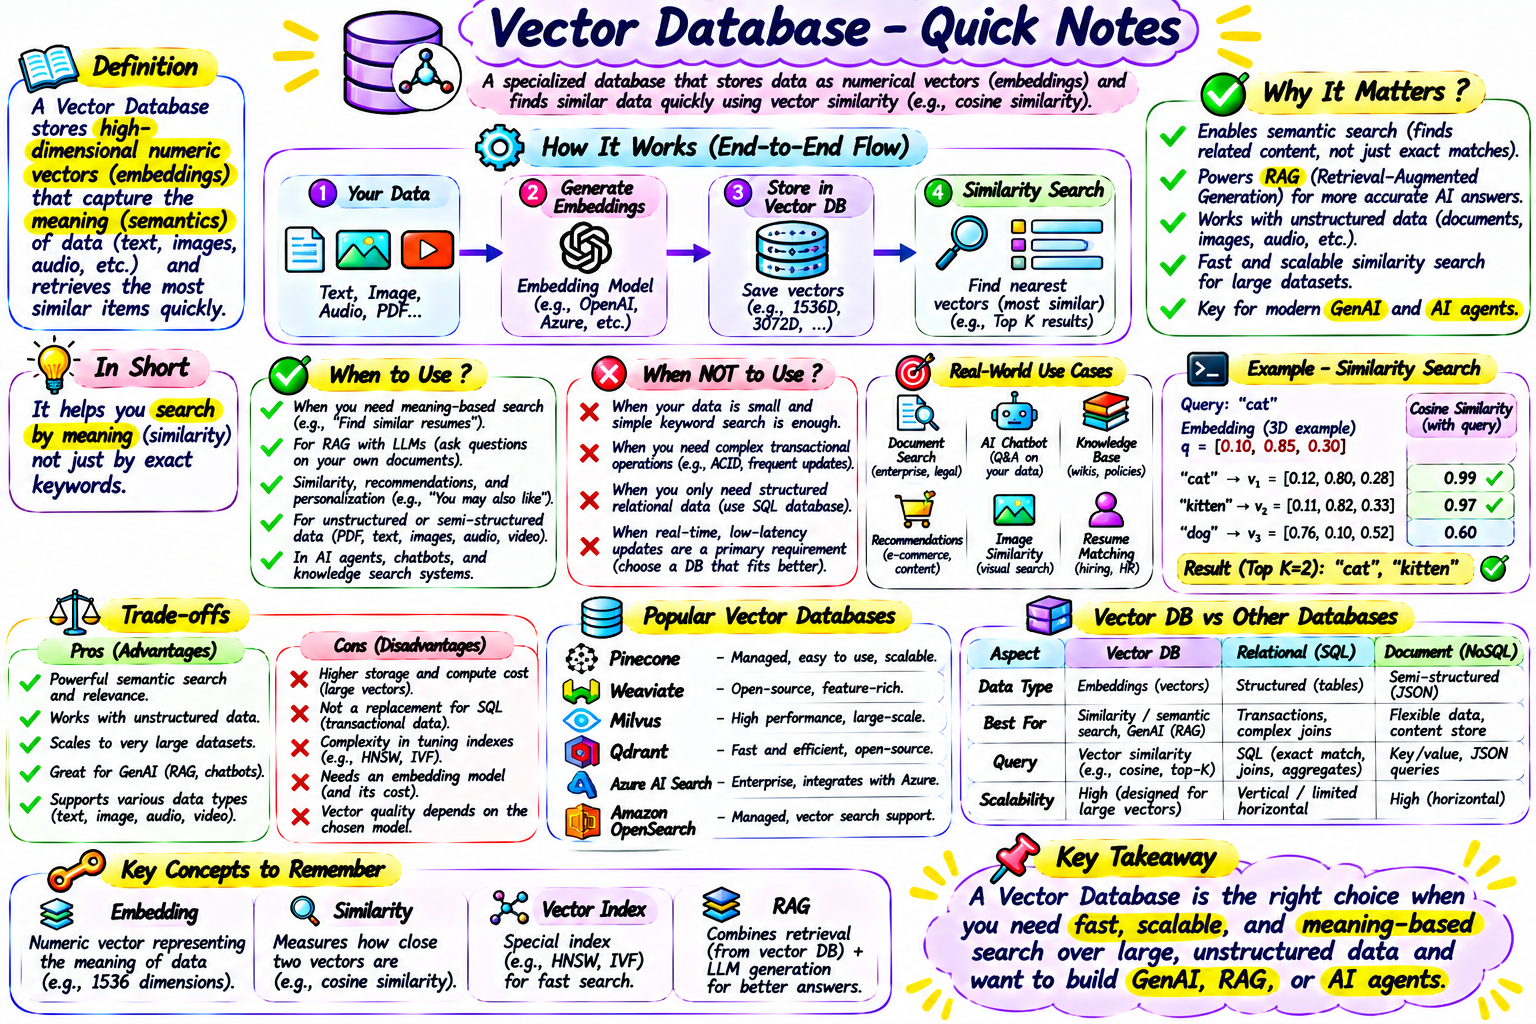 Vector Database – Quick Notes
A specialized database that stores data as numerical vectors (embeddings) and
finds similar data quickly using vector similarity (e.g., cosine similarity).
Definition
A Vector Database
stores high-
dimensional numeric
vectors (embeddings)
that capture the
meaning (semantics)
of data (text, images,
audio, etc.) and
retrieves the most
similar items quickly.
How It Works (End-to-End Flow)
1 Your Data
Text, Image,
Audio, PDF...
2 Generate
Embeddings
Embedding Model
(e.g., OpenAI,
Azure, etc.)
3 Store in
Vector DB
Save vectors
(e.g., 1536D,
3072D, ...)
4 Similarity Search
Find nearest
vectors (most similar)
(e.g., Top K results)
Why It Matters ?
Enables semantic search (finds
related content, not just exact matches).
Powers RAG (Retrieval-Augmented
Generation) for more accurate AI answers.
Works with unstructured data (documents,
images, audio, etc.).
Fast and scalable similarity search
for large datasets.
Key for modern GenAI and AI agents.
In Short
It helps you search
by meaning (similarity)
not just by exact
keywords.
When to Use ?
When you need meaning-based search
(e.g., "Find similar resumes").
For RAG with LLMs (ask questions
on your own documents).
Similarity, recommendations, and
personalization (e.g., "You may also like").
For unstructured or semi-structured
data (PDF, text, images, audio, video).
In AI agents, chatbots, and
knowledge search systems.
When NOT to Use ?
When your data is small and
simple keyword search is enough.
When you need complex transactional
operations (e.g., ACID, frequent updates).
When you only need structured
relational data (use SQL database).
When real-time, low-latency
updates are a primary requirement
(choose a DB that fits better).
Real-World Use Cases
Document
Search
(enterprise, legal)
AI Chatbot
(Q&A on
your data)
Knowledge
Base
(wikis, policies)
Recommendations
(e-commerce,
content)
Image
Similarity
(visual search)
Resume
Matching
(hiring, HR)
>_ Example – Similarity Search
Query: "cat"
Embedding (3D example)
q = [0.10, 0.85, 0.30]
Cosine Similarity
(with query)
"cat" → v₁ = [0.12, 0.80, 0.28] 0.99
"kitten" → v₂ = [0.11, 0.82, 0.33] 0.97
"dog" → v₃ = [0.76, 0.10, 0.52] 0.60
Result (Top K=2): "cat", "kitten"
Trade-offs
Pros (Advantages)
Powerful semantic search
and relevance.
Works with unstructured data.
Scales to very large datasets.
Great for GenAI (RAG, chatbots).
Supports various data types
(text, image, audio, video).
Cons (Disadvantages)
Higher storage and compute cost
(large vectors).
Not a replacement for SQL
(transactional data).
Complexity in tuning indexes
(e.g., HNSW, IVF).
Needs an embedding model
(and its cost).
Vector quality depends on the
chosen model.
Popular Vector Databases
Pinecone – Managed, easy to use, scalable.
Weaviate – Open-source, feature-rich.
Milvus – High performance, large-scale.
Qdrant – Fast and efficient, open-source.
Azure AI Search – Enterprise, integrates with Azure.
Amazon
OpenSearch – Managed, vector search support.
Vector DB vs Other Databases
Aspect Vector DB Relational (SQL) Document (NoSQL)
Data Type Embeddings (vectors) Structured (tables) Semi-structured
(JSON)
Best For Similarity / semantic
search, GenAI (RAG) Transactions,
complex joins Flexible data,
content store
Query Vector similarity
(e.g., cosine, top-K) SQL (exact match,
joins, aggregates) Key/value, JSON
queries
Scalability High (designed for
large vectors) Vertical / limited
horizontal High (horizontal)
Key Concepts to Remember
Embedding
Numeric vector representing
the meaning of data
(e.g., 1536 dimensions).
Similarity
Measures how close
two vectors are
(e.g., cosine similarity).
Vector Index
Special index
(e.g., HNSW, IVF)
for fast search.
RAG
Combines retrieval
(from vector DB) +
LLM generation
for better answers.
Key Takeaway
A Vector Database is the right choice when
you need fast, scalable, and meaning-based
search over large, unstructured data and
want to build GenAI, RAG, or AI agents.